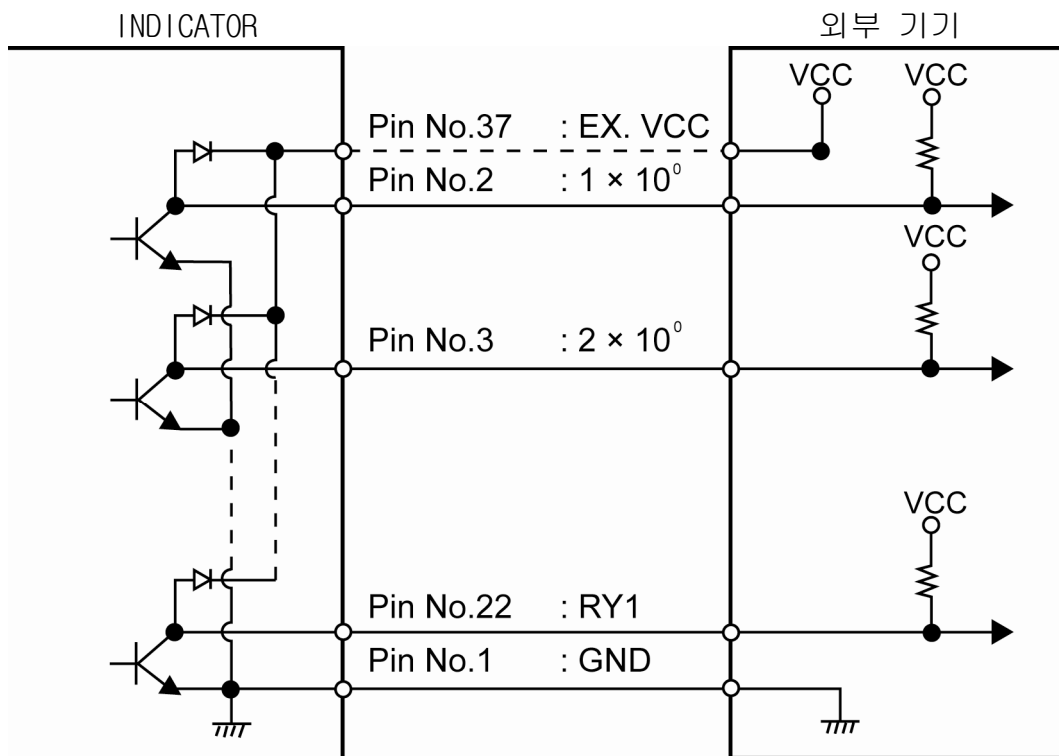 INDICATOR 외부 기기
VCC VCC
Pin No.37 : EX. VCC
Pin No.2 : 1 × 10⁰
VCC
Pin No.3 : 2 × 10⁰
VCC
Pin No.22 : RY1
Pin No.1 : GND